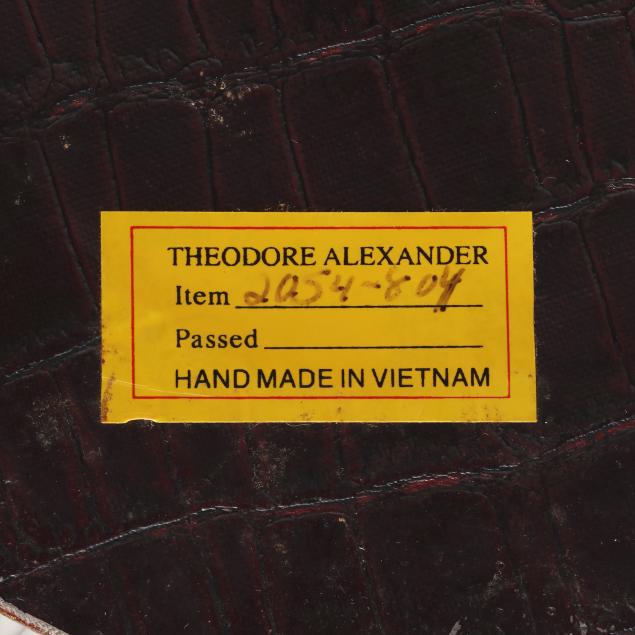 THEODORE ALEXANDER
Item 2054-804
Passed
HAND MADE IN VIETNAM